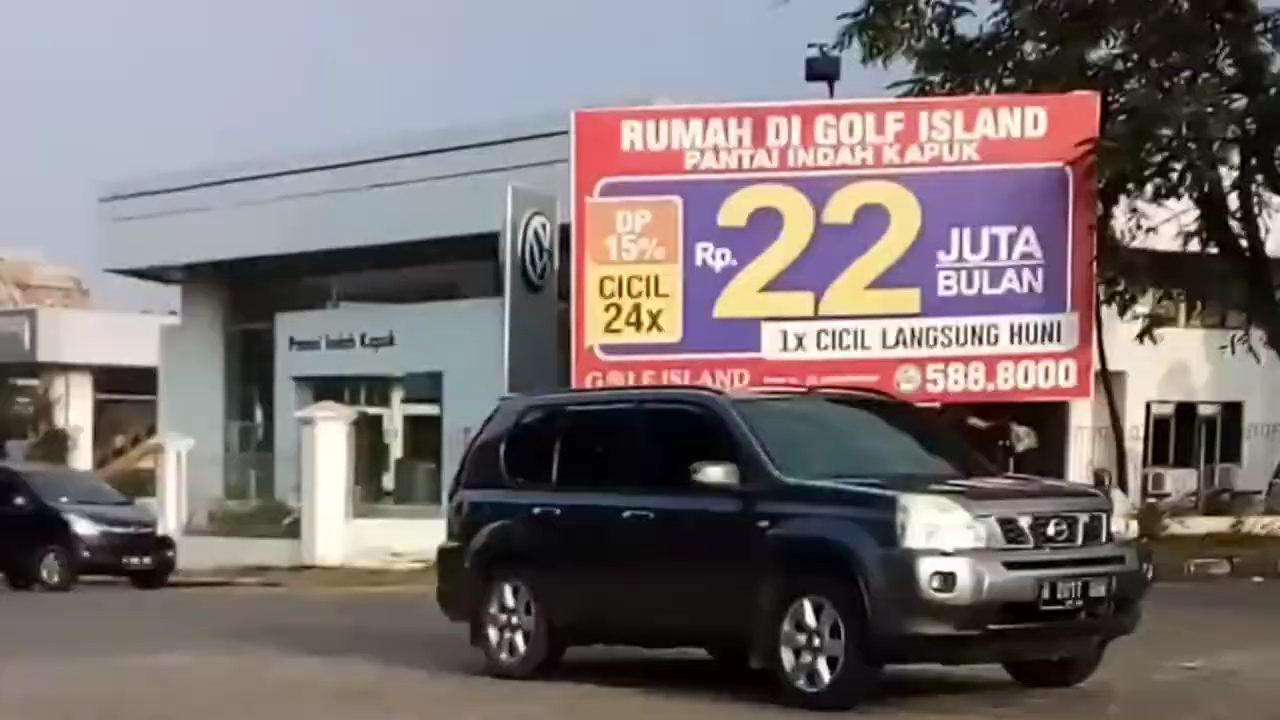 RUMAH DI GOLF ISLAND
PANTAI INDAH KAPUK
DP
15%
CICIL
24x
Rp. 22
JUTA
BULAN
1x CICIL LANGSUNG HUNI
GOLF ISLAND
588.8000
Indah Kapuk